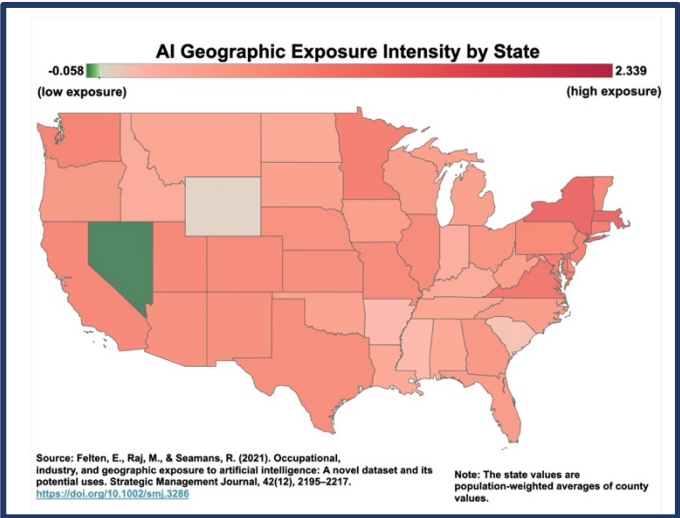 AI Geographic Exposure Intensity by State
-0.058 2.339
(low exposure) (high exposure)
Source: Felten, E., Raj, M., & Seamans, R. (2021). Occupational,
industry, and geographic exposure to artificial intelligence: A novel dataset and its
potential uses. Strategic Management Journal, 42(12), 2195–2217.
https://doi.org/10.1002/smj.3286
Note: The state values are
population-weighted averages of county
values.